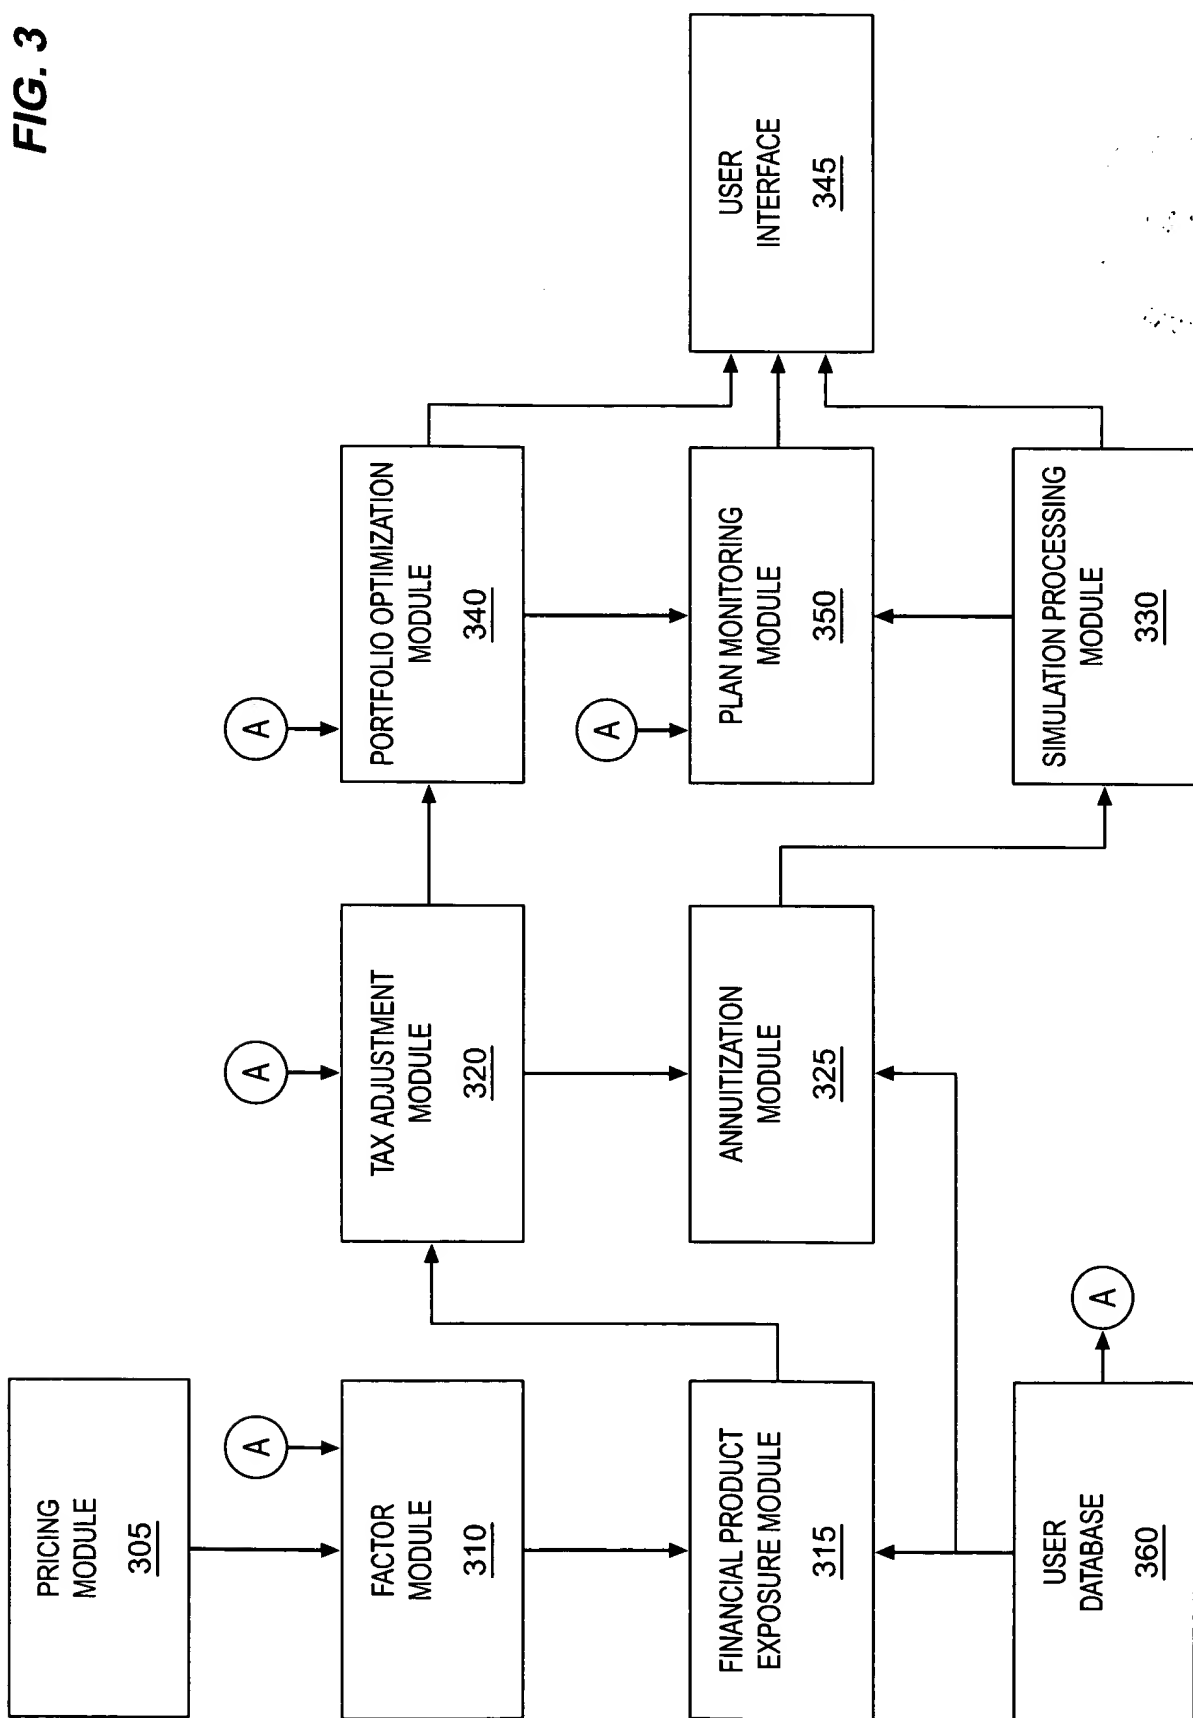 FIG. 3
PRICING
MODULE
305
A
FACTOR
MODULE
310
FINANCIAL PRODUCT
EXPOSURE MODULE
315
USER
DATABASE
360
A
A
TAX ADJUSTMENT
MODULE
320
ANNUITIZATION
MODULE
325
A
PORTFOLIO OPTIMIZATION
MODULE
340
A
PLAN MONITORING
MODULE
350
SIMULATION PROCESSING
MODULE
330
USER
INTERFACE
345